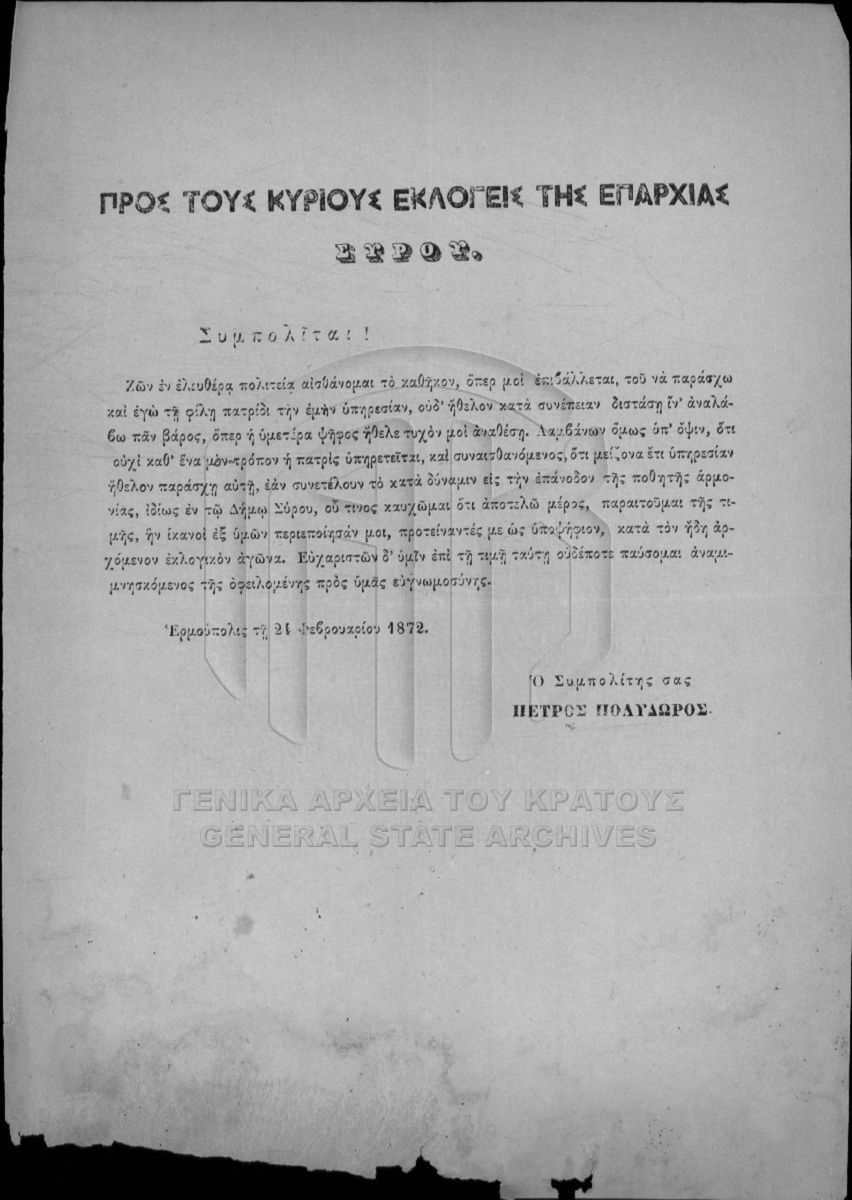 ΠΡΟΣ ΤΟΥΣ ΚΥΡΙΟΥΣ ΕΚΛΟΓΕΙΣ ΤΗΣ ΕΠΑΡΧΙΑΣ
ΣΥΡΟΥ.
Συμπολῖται!
Ζῶν ἐν ἐλευθέρᾳ πολιτείᾳ αἰσθάνομαι τὸ καθῆκον, ὅπερ μοὶ ἐπιβάλλεται, τοῦ νὰ παράσχω
καὶ ἐγὼ τῇ φίλῃ πατρίδι τὴν ἐμὴν ὑπηρεσίαν, οὐδ' ἤθελον κατὰ συνέπειαν διστάσῃ ἵν' ἀναλά-
βω πᾶν βάρος, ὅπερ ἡ ὑμετέρα ψῆφος ἤθελε τυχὸν μοὶ ἀναθέσῃ. Λαμβάνων ὅμως ὑπ' ὄψιν, ὅτι
οὐχὶ καθ' ἕνα μόνον τρόπον ἡ πατρὶς ὑπηρετεῖται, καὶ συναισθανόμενος, ὅτι μείζονα ἔτι ὑπηρεσίαν
ἤθελον παράσχῃ αὐτῇ, ἐὰν συνετέλουν τὸ κατὰ δύναμιν εἰς τὴν ἐπάνοδον τῆς ποθητῆς ἁρμο-
νίας, ἰδίως ἐν τῷ Δήμῳ Σύρου, οὗ τινος καυχῶμαι ὅτι ἀποτελῶ μέρος, παραιτοῦμαι τῆς τι-
μῆς, ἣν ἱκανοὶ ἐξ ὑμῶν περιεποίησάν μοι, προτείναντές με ὡς ὑποψήφιον, κατὰ τὸν ἤδη ἀρ-
χόμενον ἐκλογικὸν ἀγῶνα. Εὐχαριστῶν δ' ὑμῖν ἐπὶ τῇ τιμῇ ταύτῃ οὐδέποτε παύσομαι ἀναμι-
μνησκόμενος τῆς ὀφειλομένης πρὸς ὑμᾶς εὐγνωμοσύνης.
Ἑρμούπολις τῇ 21 Φεβρουαρίου 1872.
Ὁ Συμπολίτης σας
ΠΕΤΡΟΣ ΠΟΛΥΔΩΡΟΣ.
ΓΕΝΙΚΑ ΑΡΧΕΙΑ ΤΟΥ ΚΡΑΤΟΥΣ
GENERAL STATE ARCHIVES